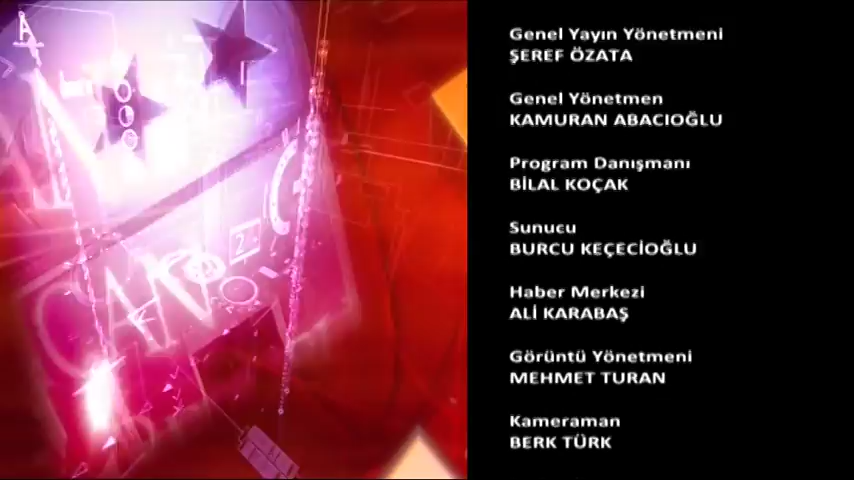 Genel Yayın Yönetmeni
ŞEREF ÖZATA
Genel Yönetmen
KAMURAN ABACIOĞLU
Program Danışmanı
BİLAL KOÇAK
Sunucu
BURCU KEÇECİOĞLU
Haber Merkezi
ALİ KARABAŞ
Görüntü Yönetmeni
MEHMET TURAN
Kameraman
BERK TÜRK